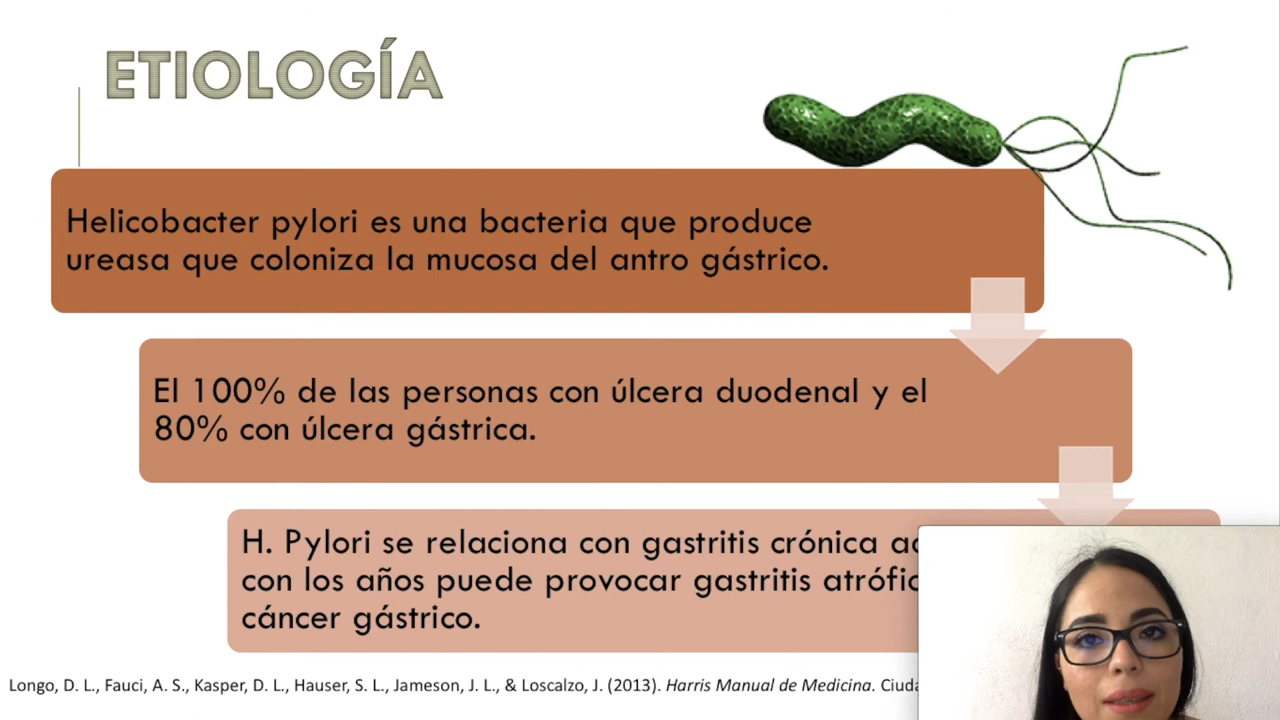 ETIOLOGÍA
Helicobacter pylori es una bacteria que produce
ureasa que coloniza la mucosa del antro gástrico.
El 100% de las personas con úlcera duodenal y el
80% con úlcera gástrica.
H. Pylori se relaciona con gastritis crónica
con los años puede provocar gastritis
cáncer gástrico.
Longo, D. L., Fauci, A. S., Kasper, D. L., Hauser, S. L., Jameson, J. L., & Loscalzo, J. (2013). Harris Manual de Medicina.